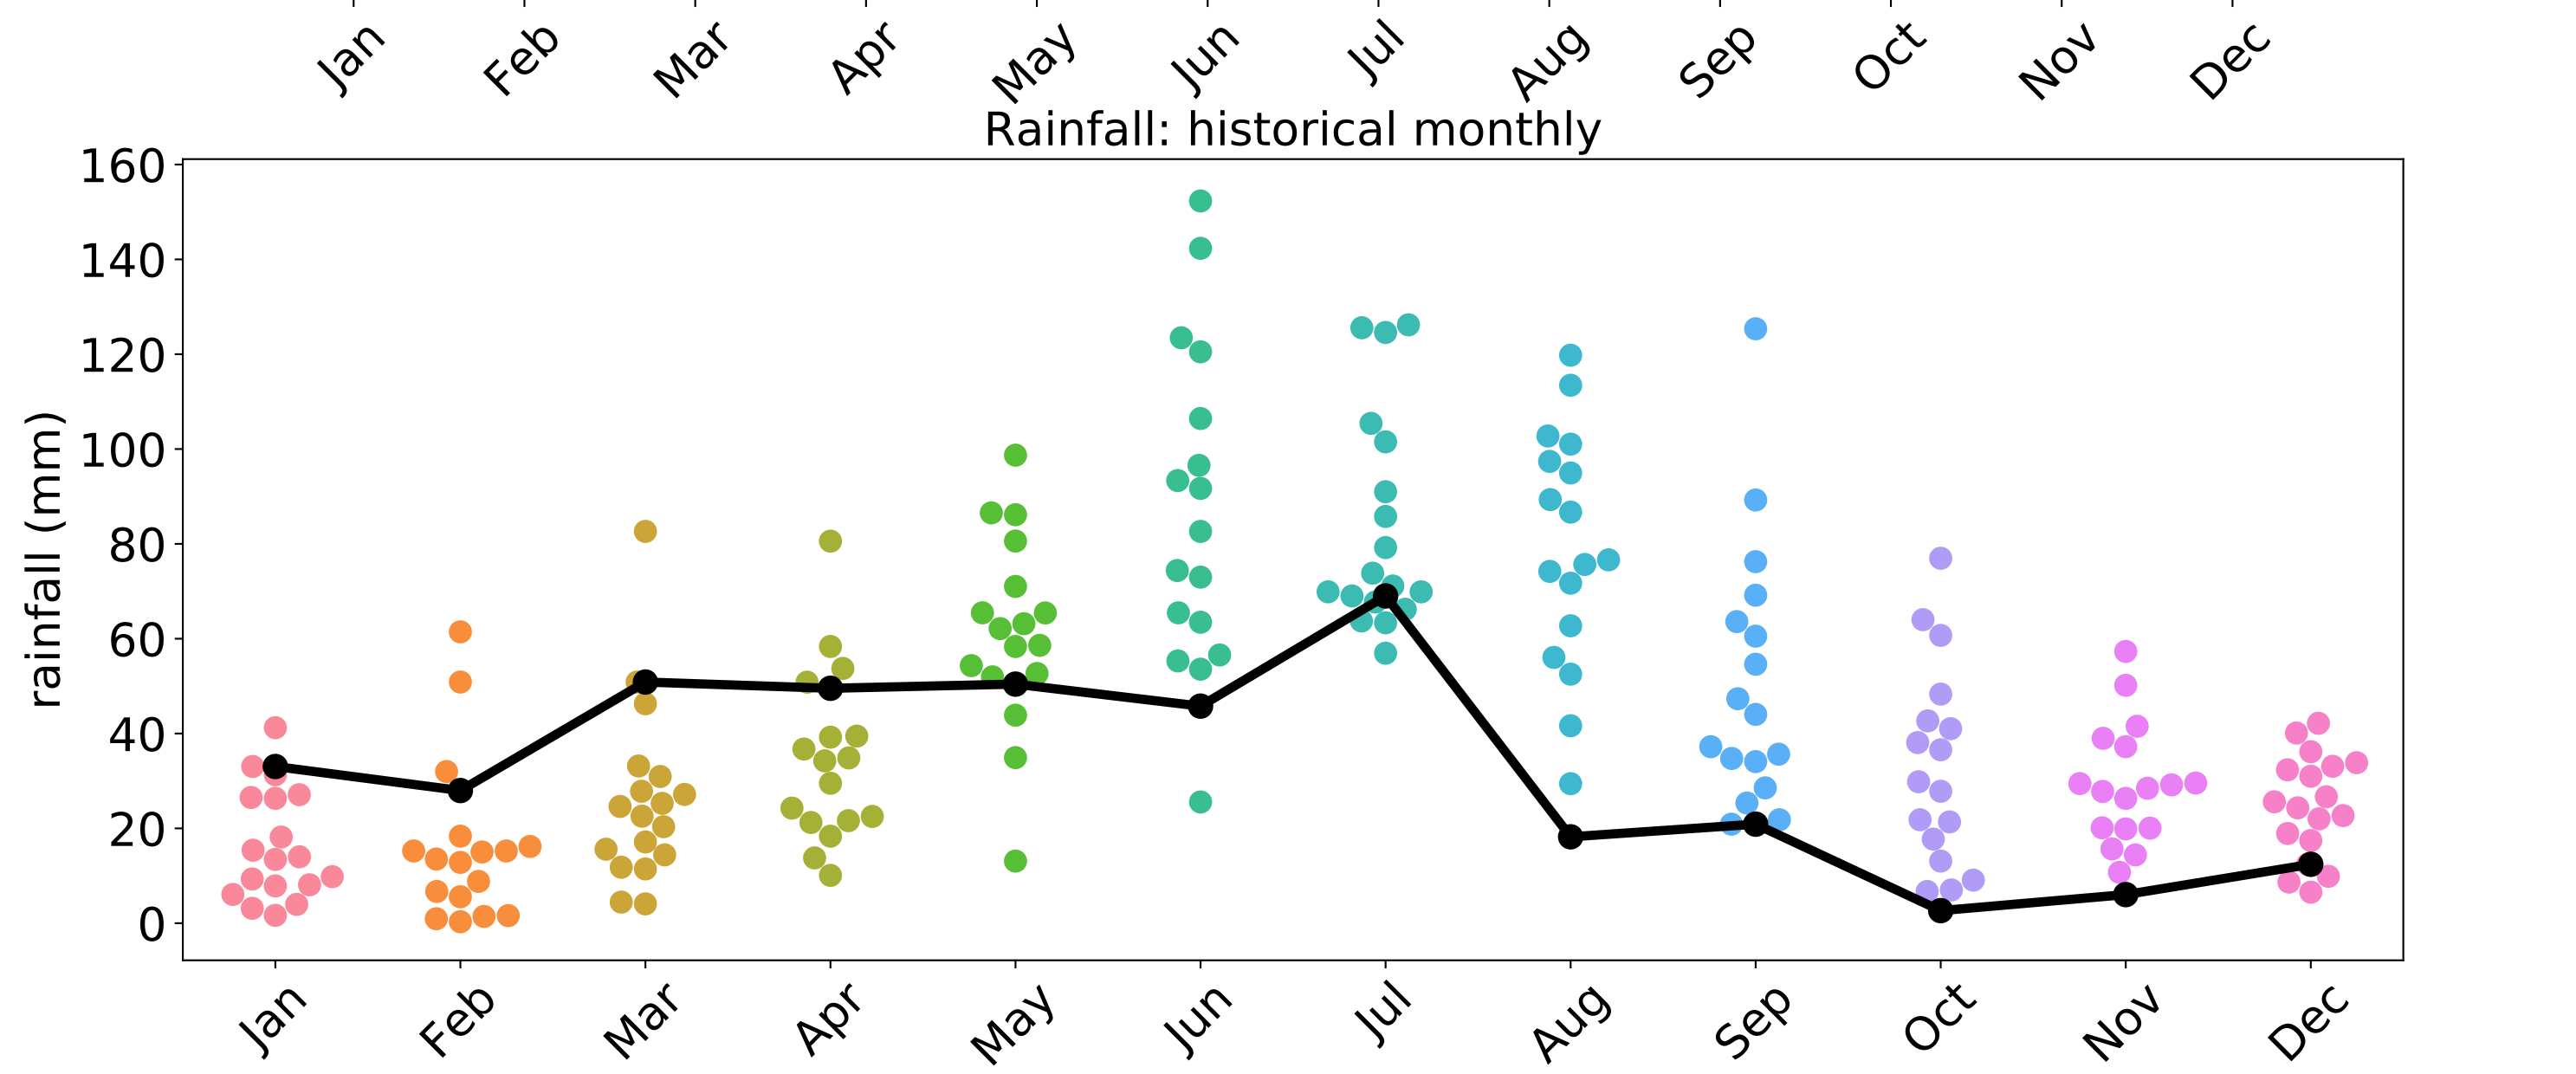 Jan Feb Mar Apr May Jun Jul Aug Sep Oct Nov Dec
Rainfall: historical monthly
160
140
120
100
80
60
40
20
0
rainfall (mm)
Jan Feb Mar Apr May Jun Jul Aug Sep Oct Nov Dec